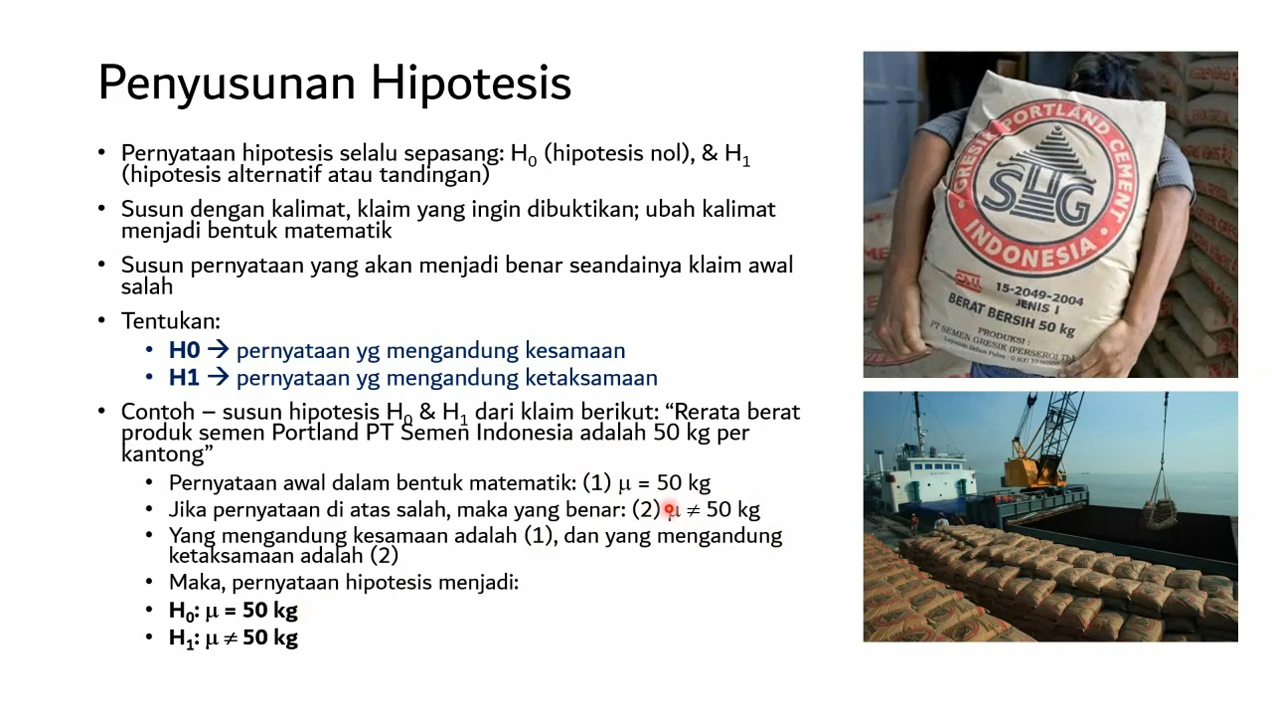 Penyusunan Hipotesis
• Pernyataan hipotesis selalu sepasang: H0 (hipotesis nol), & H1
(hipotesis alternatif atau tandingan)
• Susun dengan kalimat, klaim yang ingin dibuktikan; ubah kalimat
menjadi bentuk matematik
• Susun pernyataan yang akan menjadi benar seandainya klaim awal
salah
• Tentukan:
• H0 → pernyataan yg mengandung kesamaan
• H1 → pernyataan yg mengandung ketaksamaan
• Contoh – susun hipotesis H0 & H1 dari klaim berikut: “Rerata berat
produk semen Portland PT Semen Indonesia adalah 50 kg per
kantong”
• Pernyataan awal dalam bentuk matematik: (1) μ = 50 kg
• Jika pernyataan di atas salah, maka yang benar: (2) μ ≠ 50 kg
• Yang mengandung kesamaan adalah (1), dan yang mengandung
ketaksamaan adalah (2)
• Maka, pernyataan hipotesis menjadi:
• H0: μ = 50 kg
• H1: μ ≠ 50 kg
GRESIK PORTLAND CEMENT
SG
INDONESIA
15-2049-2004
JENIS I
BERAT BERSIH 50 kg
PRODUKSI :
PT SEMEN GRESIK (PERSERO) Tbk